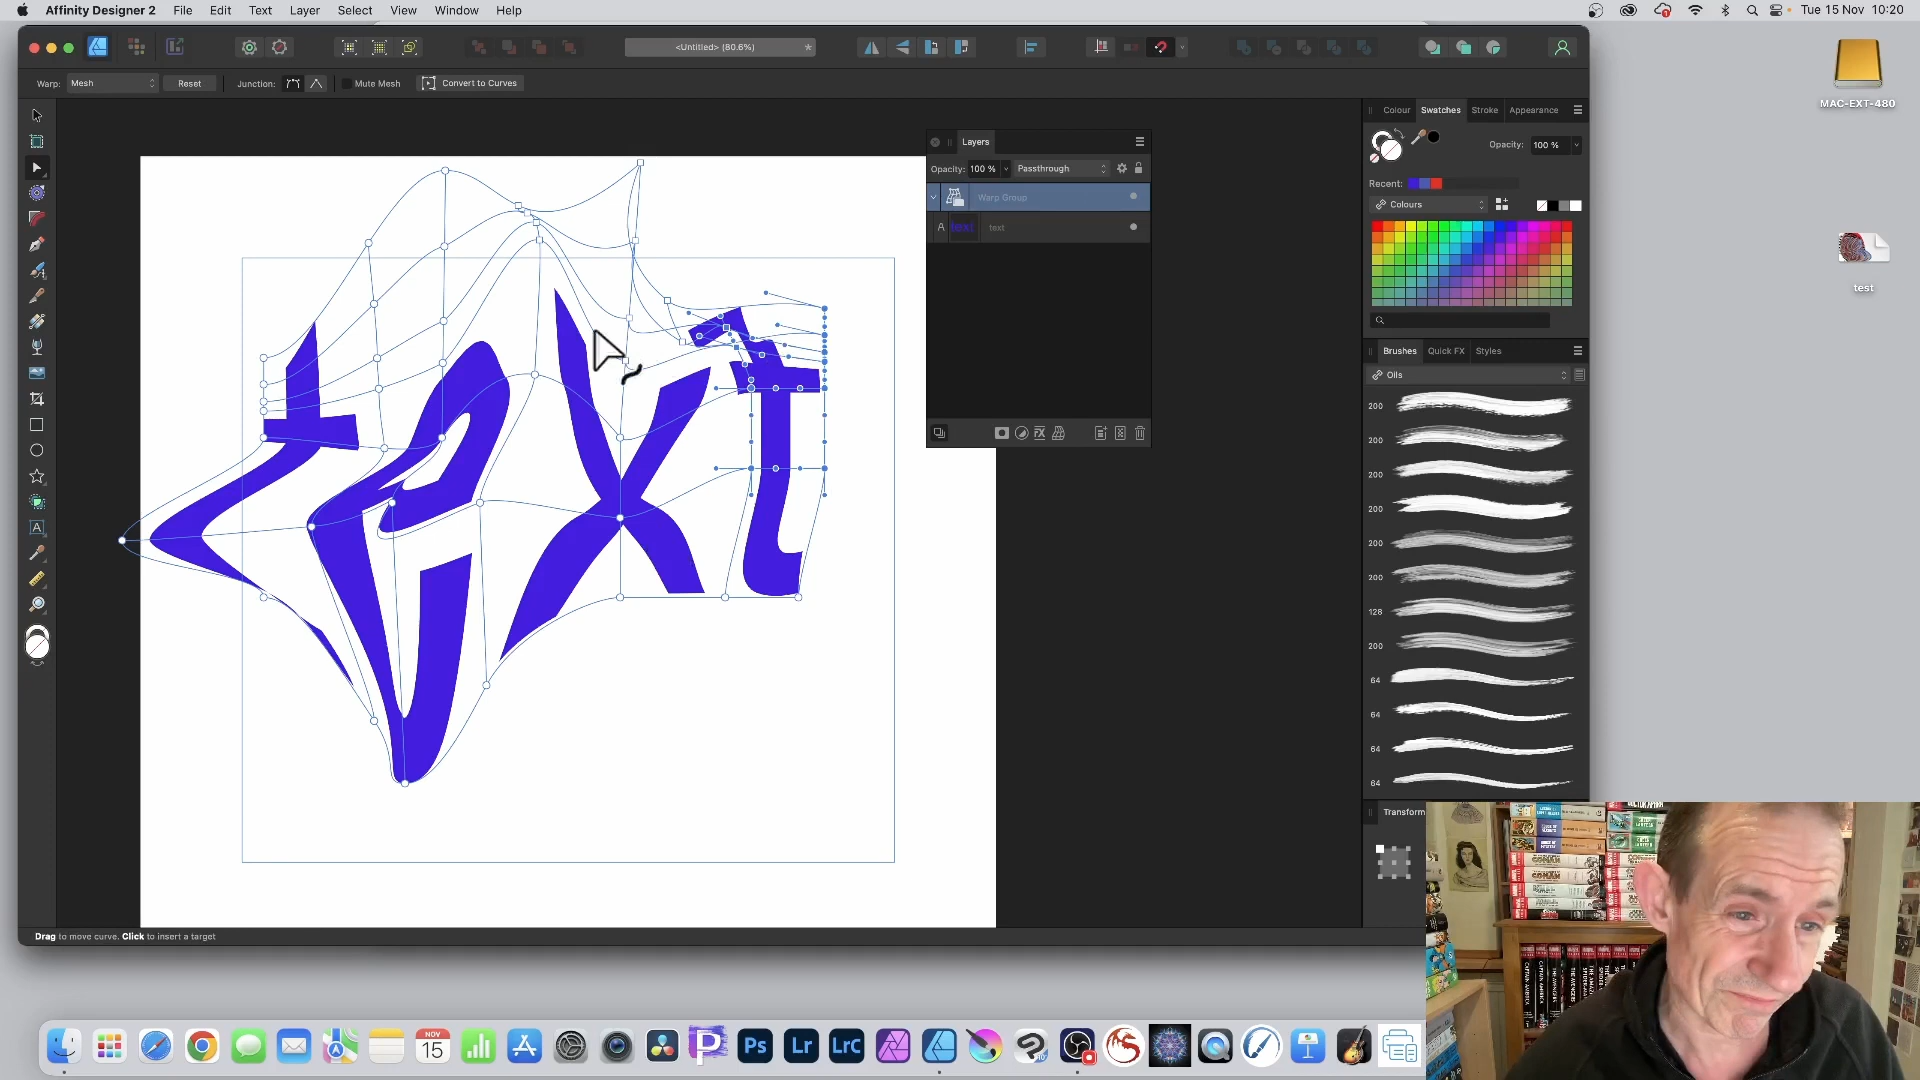 Affinity Designer 2 File Edit Text Layer Select View Window Help Tue 15 Nov 10:20
<Untitled> (80.6%) *
Warp: Mesh Reset Junction: Mute Mesh Convert to Curves
Layers
Opacity: 100 % Passthrough
Warp Group
A text text
Colour Swatches Stroke Appearance
Opacity: 100 %
Recent:
Colours
Brushes Quick FX Styles
Oils
200
200
200
200
200
200
128
200
64
64
64
64
Transform
text
Drag to move curve. Click to insert a target
MAC-EXT-480
test
NOV
15
Ps Lr LrC